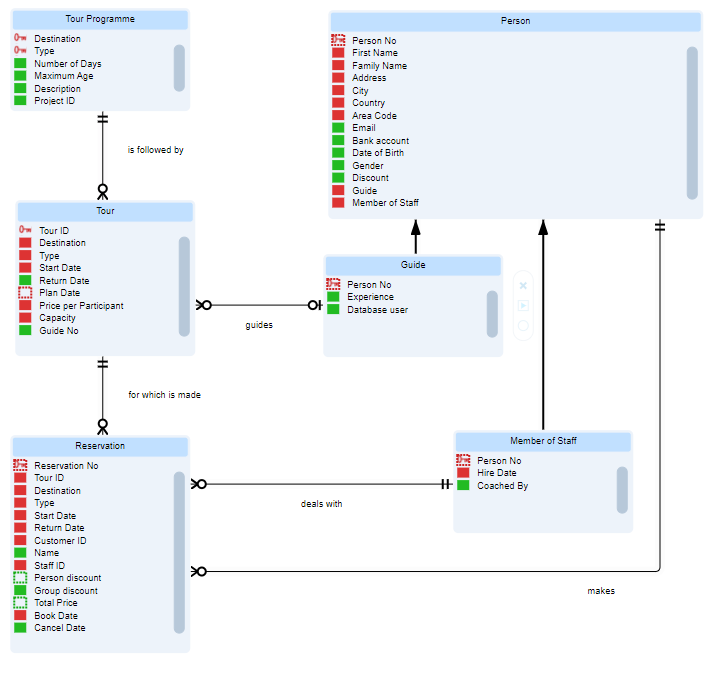 Tour Programme
Destination
Type
Number of Days
Maximum Age
Description
Project ID
Person
Person No
First Name
Family Name
Address
City
Country
Area Code
Email
Bank account
Date of Birth
Gender
Discount
Guide
Member of Staff
is followed by
Tour
Tour ID
Destination
Type
Start Date
Return Date
Plan Date
Price per Participant
Capacity
Guide No
guides
Guide
Person No
Experience
Database user
for which is made
Reservation
Reservation No
Tour ID
Destination
Type
Start Date
Return Date
Customer ID
Name
Staff ID
Person discount
Group discount
Total Price
Book Date
Cancel Date
deals with
Member of Staff
Person No
Hire Date
Coached By
makes